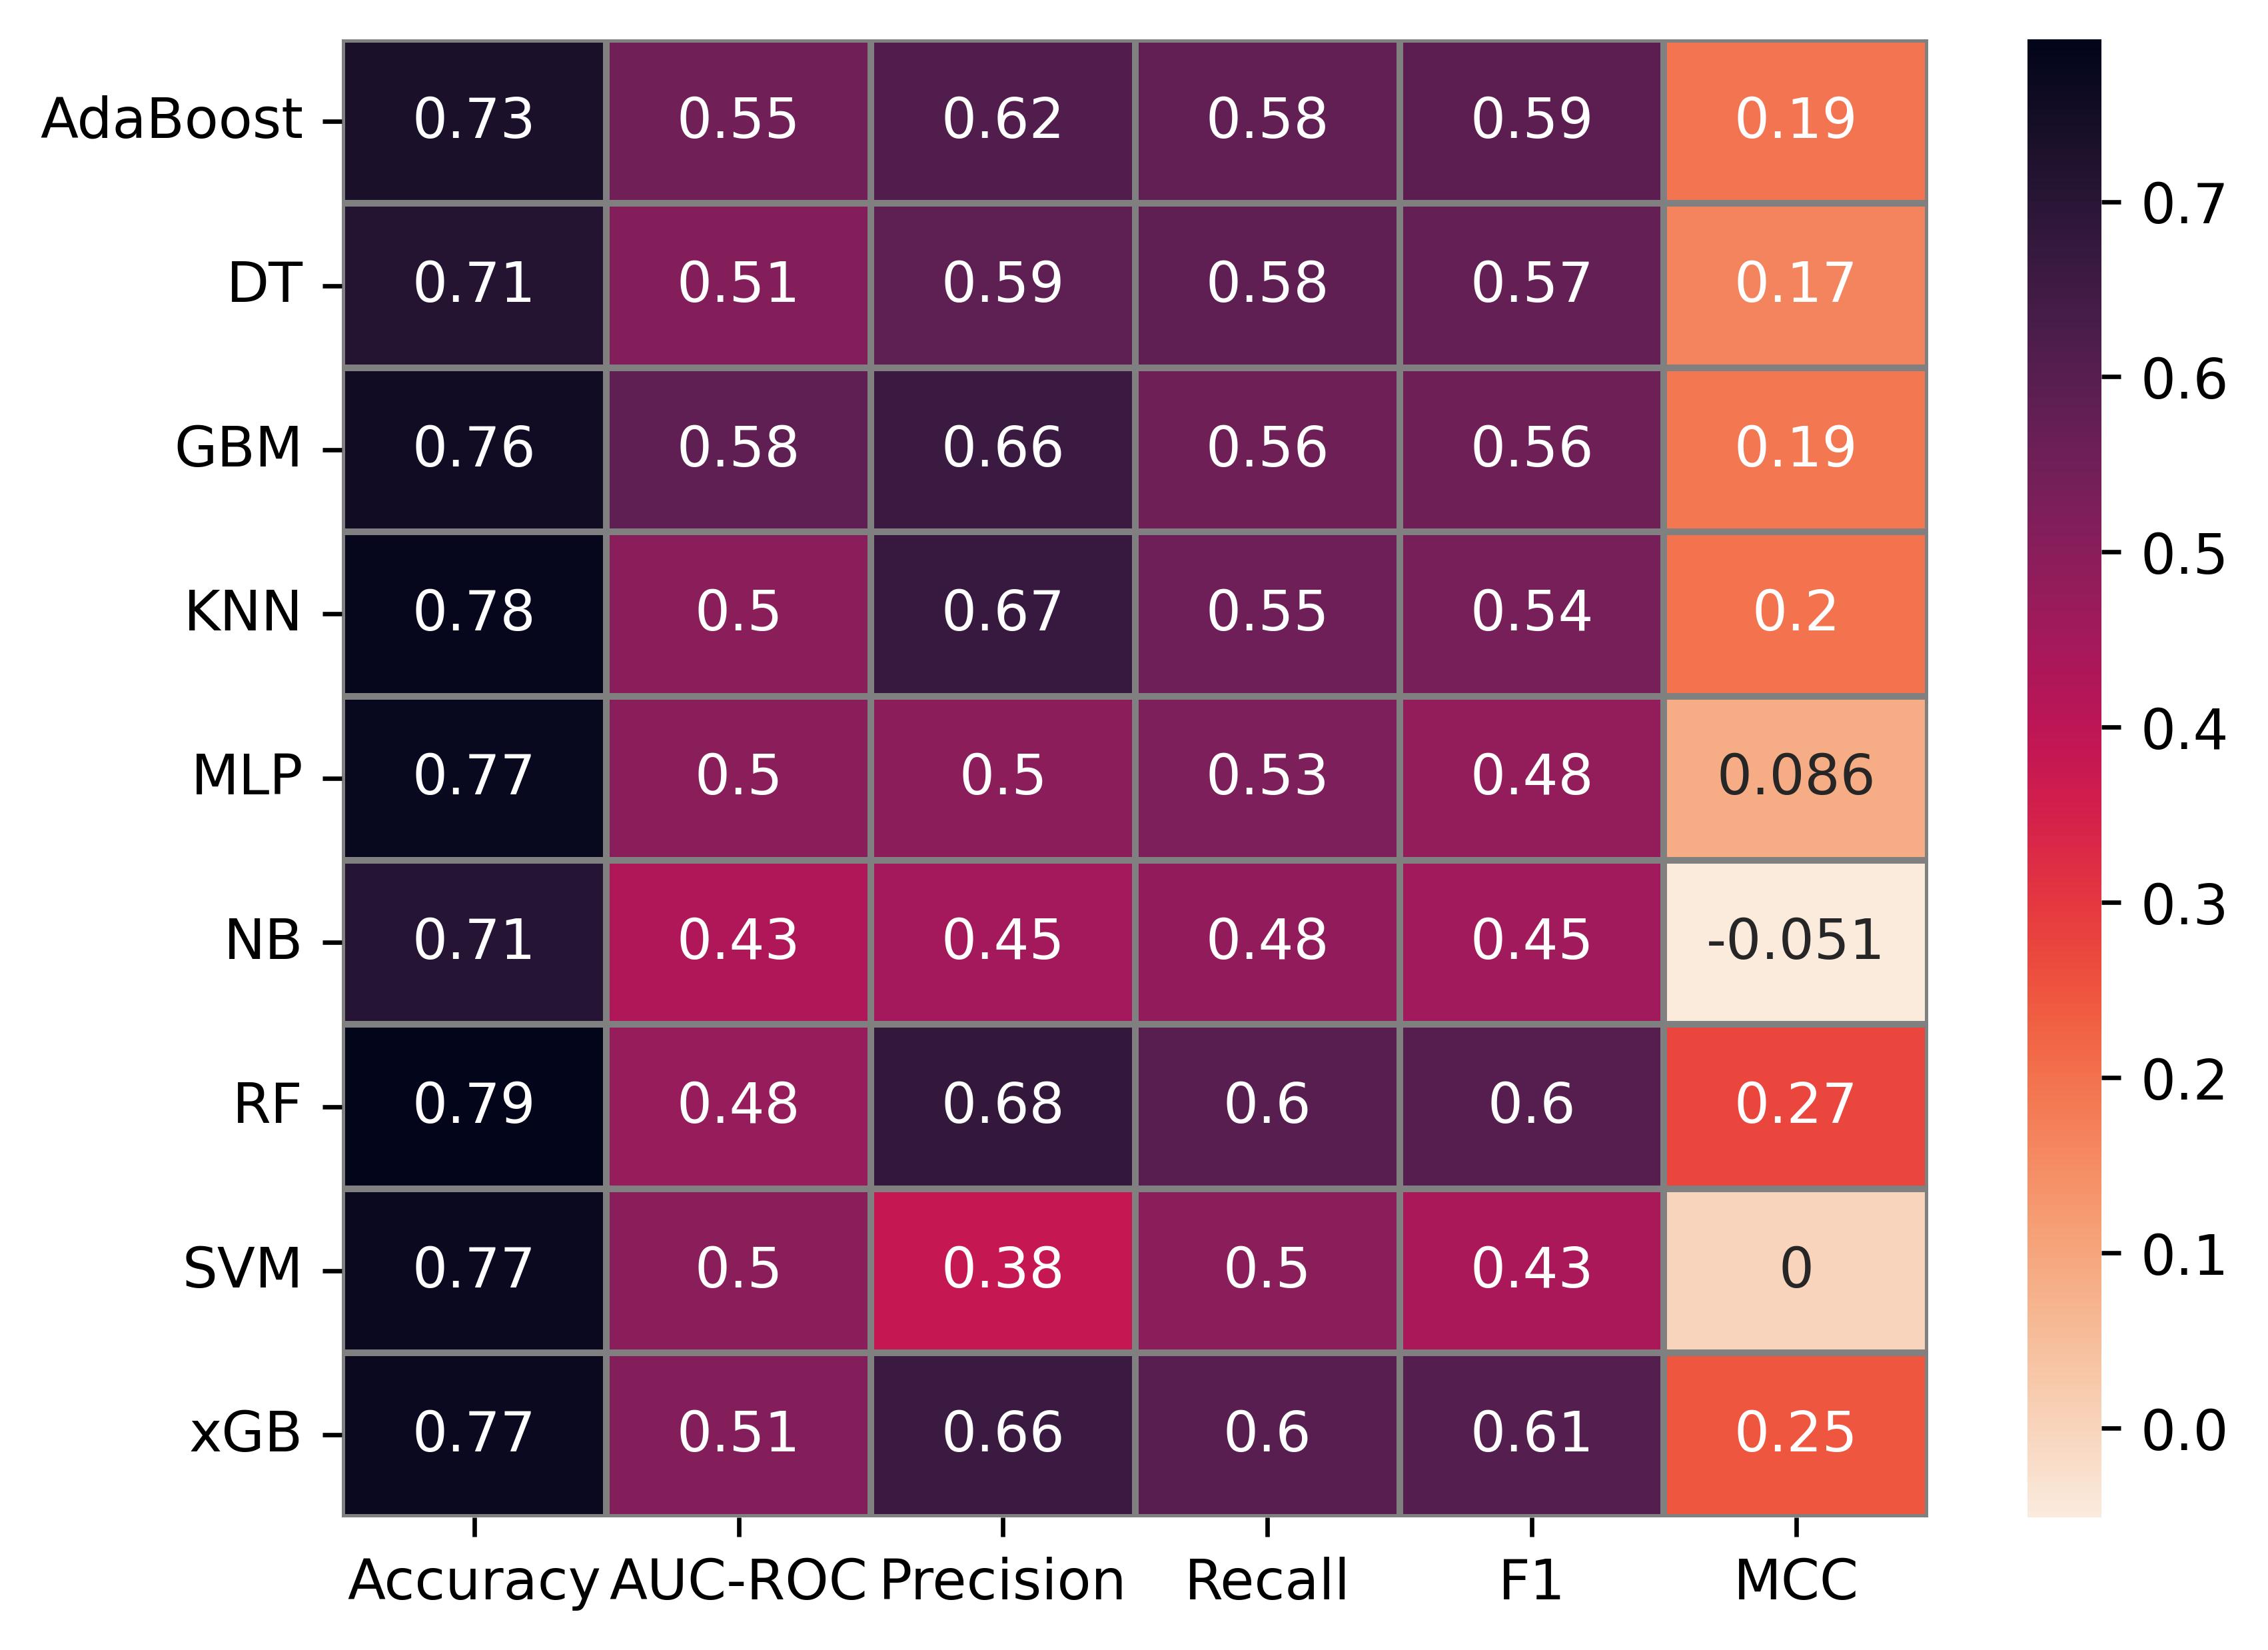 AdaBoost 0.73 0.55 0.62 0.58 0.59 0.19
0.7
DT 0.71 0.51 0.59 0.58 0.57 0.17
0.6
GBM 0.76 0.58 0.66 0.56 0.56 0.19
0.5
KNN 0.78 0.5 0.67 0.55 0.54 0.2
0.4
MLP 0.77 0.5 0.5 0.53 0.48 0.086
0.3
NB 0.71 0.43 0.45 0.48 0.45 -0.051
0.2
RF 0.79 0.48 0.68 0.6 0.6 0.27
0.1
SVM 0.77 0.5 0.38 0.5 0.43 0
0.0
xGB 0.77 0.51 0.66 0.6 0.61 0.25
Accuracy AUC-ROC Precision Recall F1 MCC